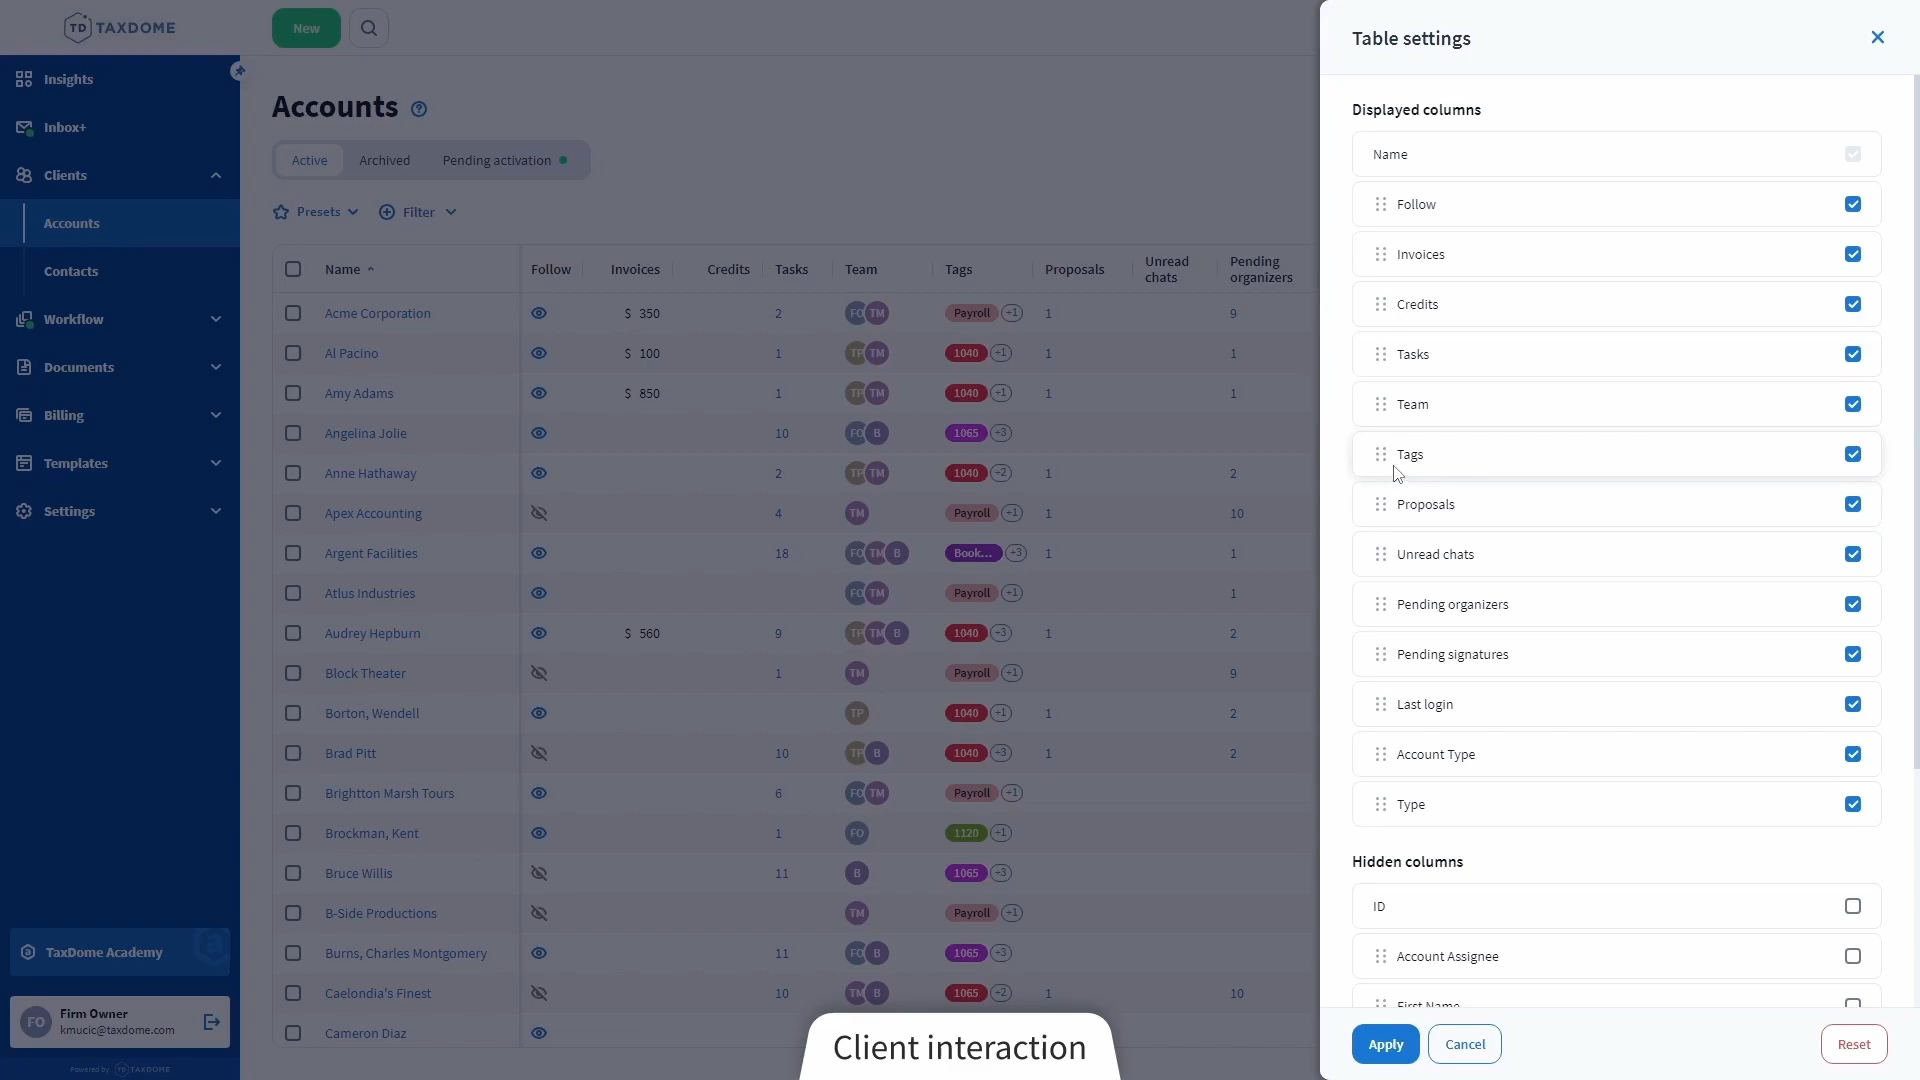 TD TAXDOME
New
Insights
Inbox+
Clients
Accounts
Contacts
Workflow
Documents
Billing
Templates
Settings
TaxDome Academy
FO Firm Owner
kmucic@taxdome.com
Powered by TD TAXDOME
Accounts
Active Archived Pending activation
Presets Filter
Name Follow Invoices Credits Tasks Team Tags Proposals Unread chats Pending organizers
Acme Corporation $ 350 2 FO TM Payroll +1 1 9
Al Pacino $ 100 1 TP TM 1040 +1 1 1
Amy Adams $ 850 1 TP TM 1040 +1 1 1
Angelina Jolie 10 FO B 1065 +3
Anne Hathaway 2 TP TM 1040 +2 1 2
Apex Accounting 4 TM Payroll +1 1 10
Argent Facilities 18 FO TM B Book... +3 1 1
Atlus Industries FO TM Payroll +1 1
Audrey Hepburn $ 560 9 TP TM B 1040 +3 1 2
Block Theater 1 TM Payroll +1 9
Borton, Wendell TP 1040 +1 1 2
Brad Pitt 10 TP B 1040 +3 1 2
Brightton Marsh Tours 6 FO TM Payroll +1
Brockman, Kent 1 FO 1120 +1
Bruce Willis 11 B 1065 +3
B-Side Productions TM Payroll +1
Burns, Charles Montgomery 11 FO B 1065 +3
Caelondia's Finest 10 TM B 1065 +2 1 10
Cameron Diaz
Client interaction
Table settings
Displayed columns
Name
Follow
Invoices
Credits
Tasks
Team
Tags
Proposals
Unread chats
Pending organizers
Pending signatures
Last login
Account Type
Type
Hidden columns
ID
Account Assignee
First Name
Apply Cancel Reset